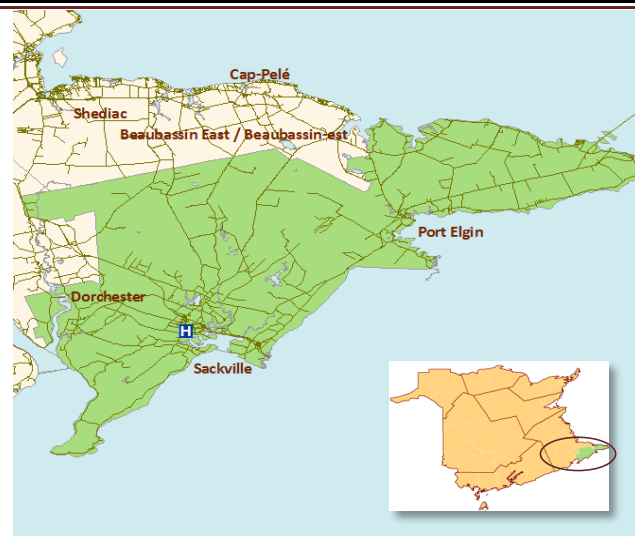 Cap-Pelé
Shediac
Beaubassin East / Beaubassin-est
Port Elgin
Dorchester
H
Sackville